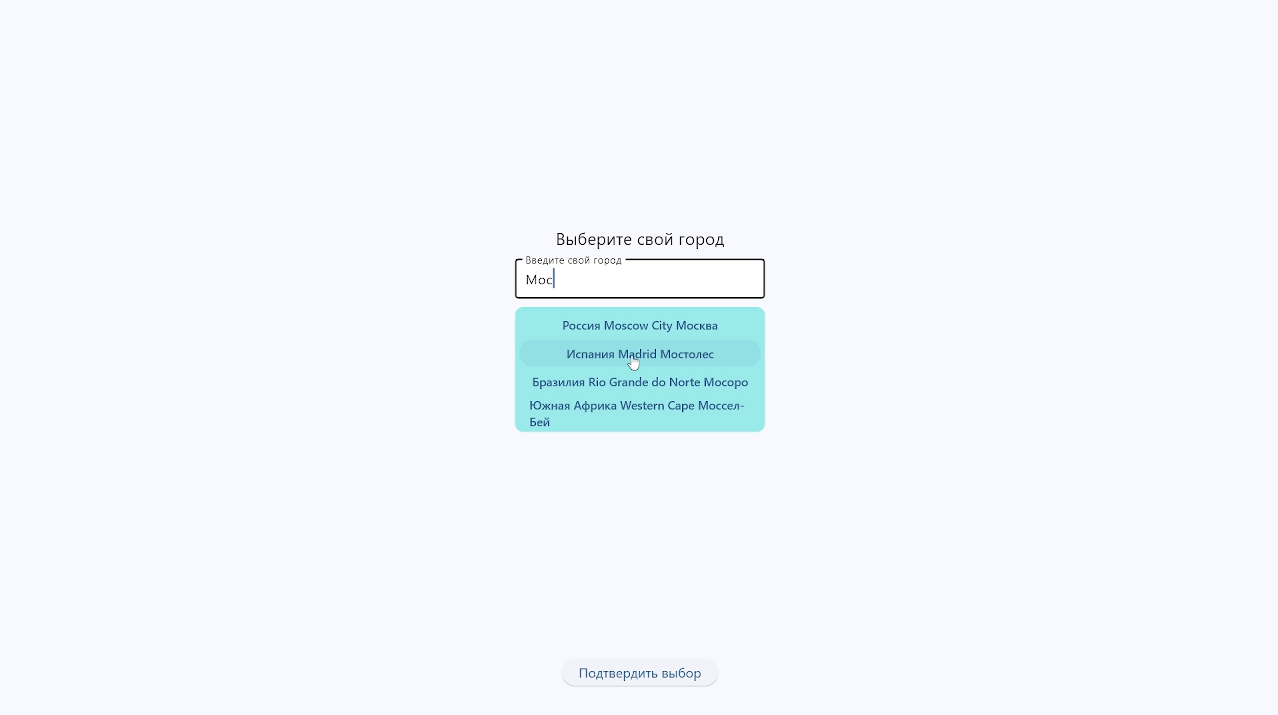 Выберите свой город
Введите свой город
Мос
Россия Moscow City Москва
Испания Madrid Мостолес
Бразилия Rio Grande do Norte Мосоро
Южная Африка Western Cape Моссел-
Бей
Подтвердить выбор